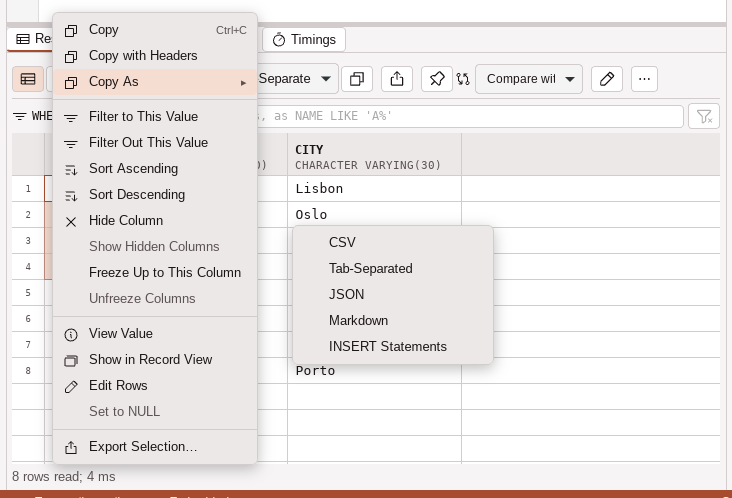 Copy Ctrl+C
Timings
Copy with Headers
Copy As
Separate
Compare wit
Filter to This Value
, as NAME LIKE 'A%'
Filter Out This Value
Sort Ascending
Sort Descending
Hide Column
Show Hidden Columns
Freeze Up to This Column
Unfreeze Columns
View Value
Show in Record View
Edit Rows
Set to NULL
Export Selection…
CITY
CHARACTER VARYING(30)
1 Lisbon
2 Oslo
3
4
5
6
7
8 Porto
CSV
Tab-Separated
JSON
Markdown
INSERT Statements
8 rows read; 4 ms